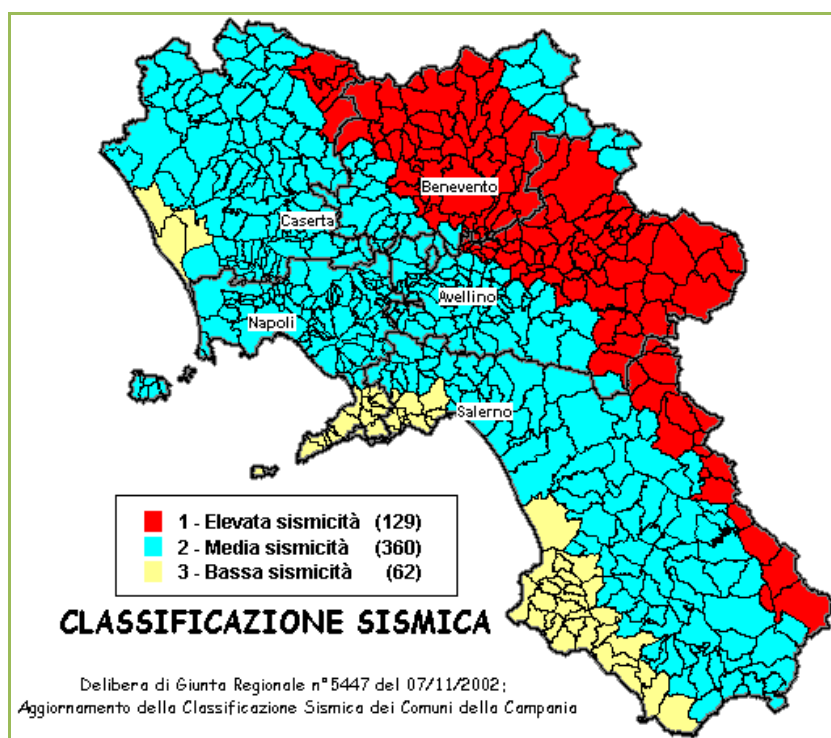 Benevento
Caserta
Avellino
Napoli
Salerno
1 - Elevata sismicità (129)
2 - Media sismicità (360)
3 - Bassa sismicità (62)
CLASSIFICAZIONE SISMICA
Delibera di Giunta Regionale n°5447 del 07/11/2002;
Aggiornamento della Classificazione Sismica dei Comuni della Campania